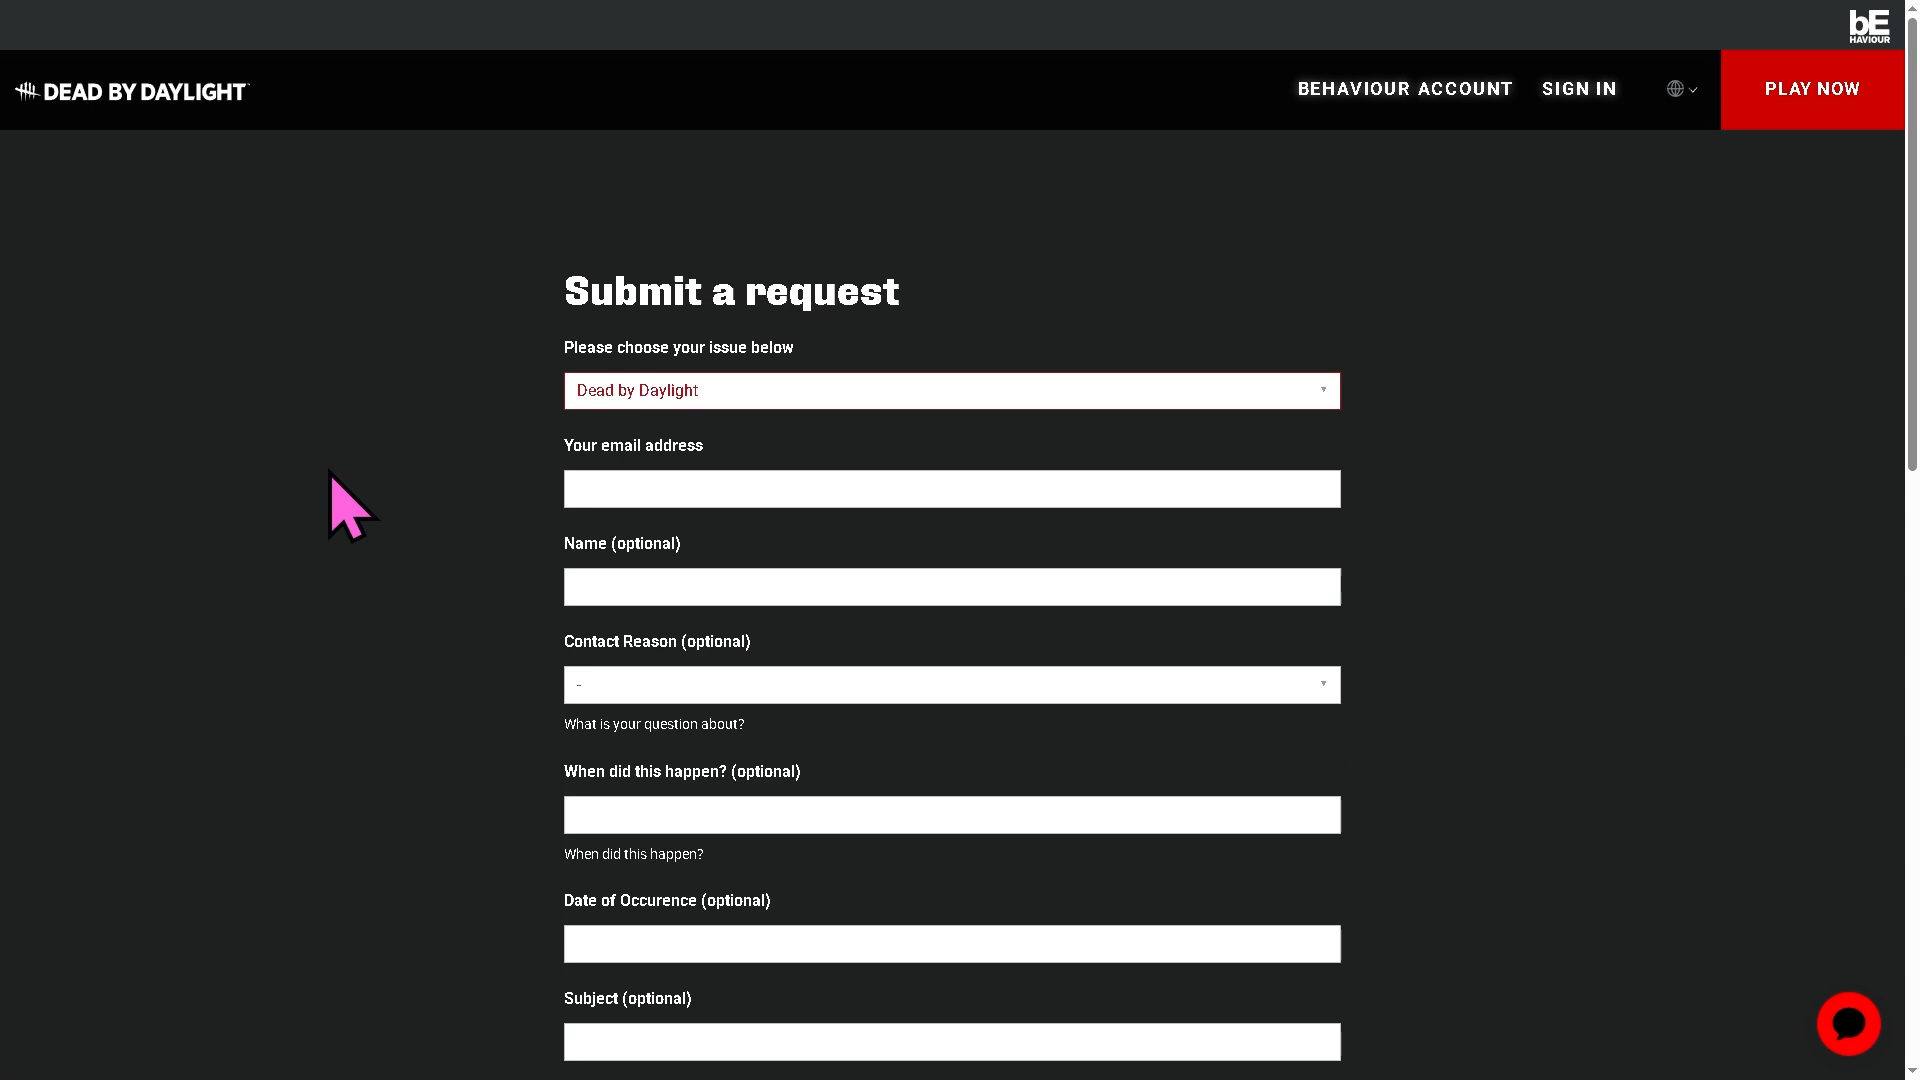 bE
HAVIOUR
DEAD BY DAYLIGHT
BEHAVIOUR ACCOUNT
SIGN IN
PLAY NOW
Submit a request
Please choose your issue below
Dead by Daylight
Your email address
Name (optional)
Contact Reason (optional)
-
What is your question about?
When did this happen? (optional)
When did this happen?
Date of Occurence (optional)
Subject (optional)